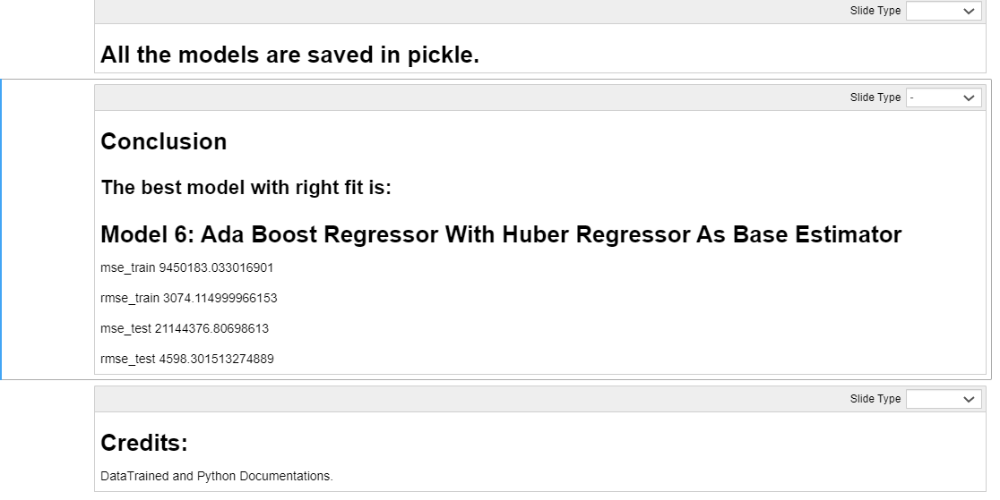 Slide Type
All the models are saved in pickle.
Slide Type -
Conclusion
The best model with right fit is:
Model 6: Ada Boost Regressor With Huber Regressor As Base Estimator
mse_train 9450183.033016901
rmse_train 3074.114999966153
mse_test 21144376.80698613
rmse_test 4598.301513274889
Slide Type
Credits:
DataTrained and Python Documentations.